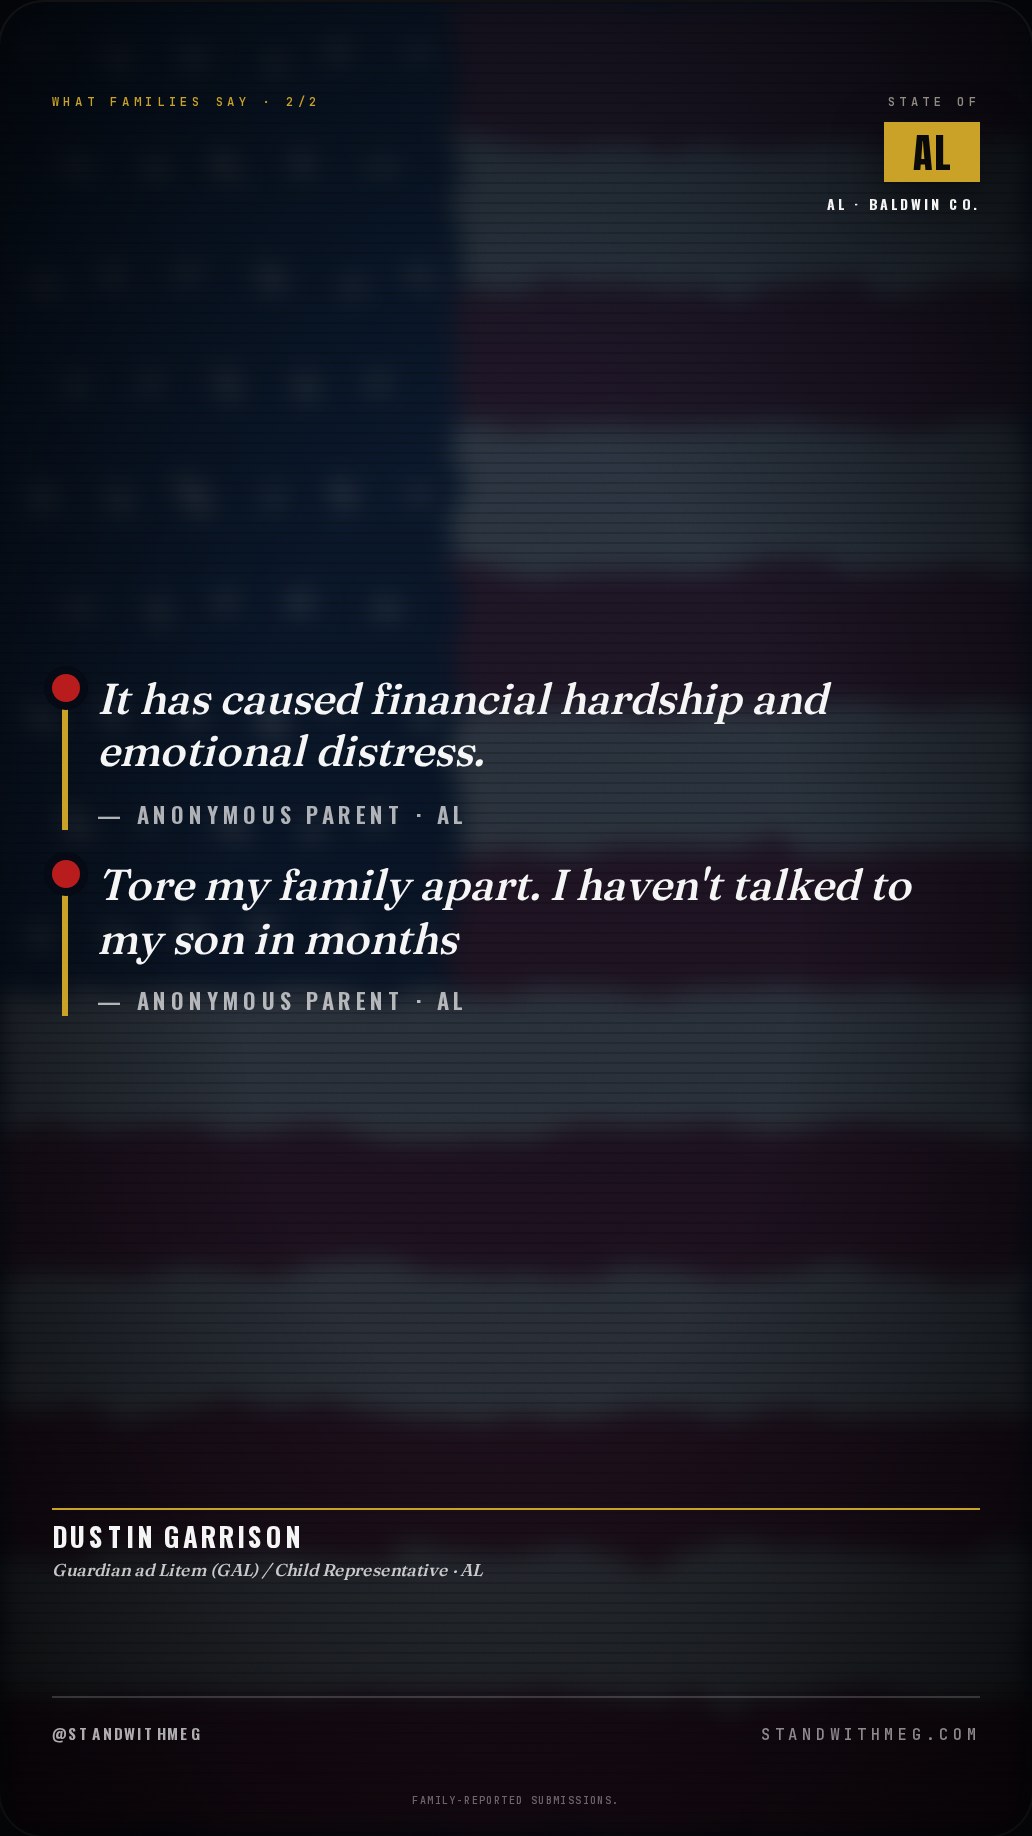 WHAT FAMILIES SAY · 2/2
STATE OF
AL
AL · BALDWIN CO.
It has caused financial hardship and
emotional distress.
— ANONYMOUS PARENT · AL
Tore my family apart. I haven't talked to
my son in months
— ANONYMOUS PARENT · AL
DUSTIN GARRISON
Guardian ad Litem (GAL) / Child Representative · AL
@STANDWITHMEG
STANDWITHMEG.COM
FAMILY-REPORTED SUBMISSIONS.